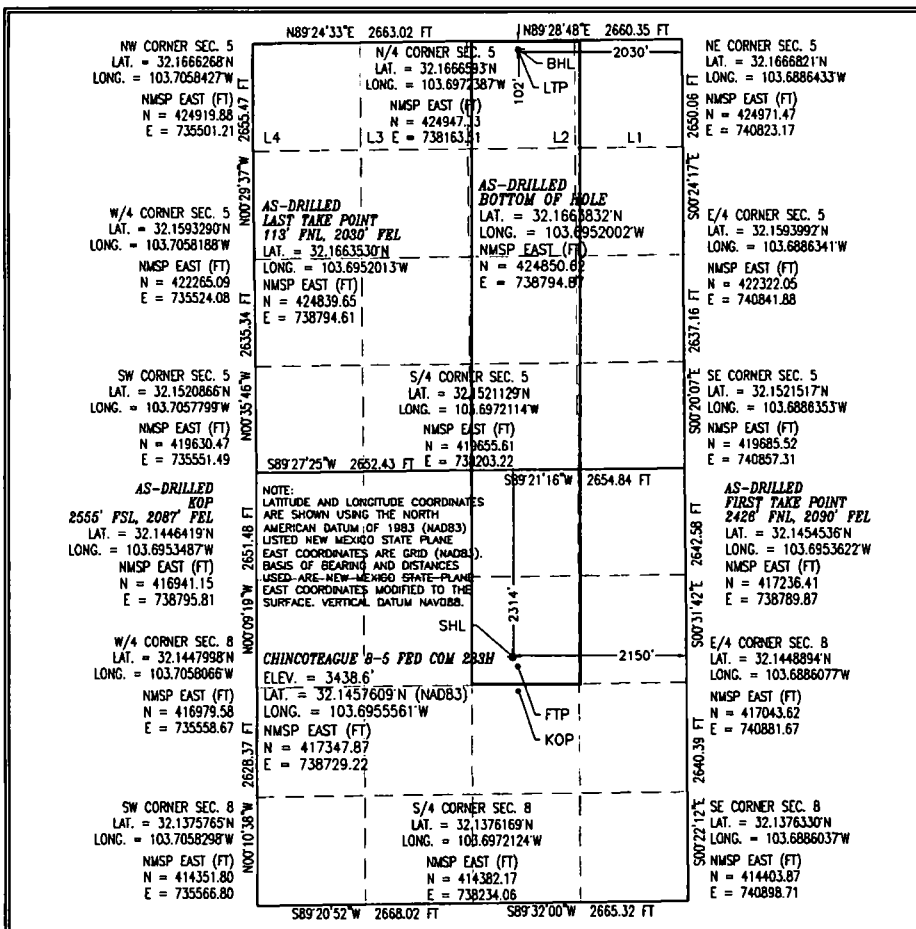 N89°24'33"E 2663.02 FT
N89°28'48"E 2660.35 FT
NW CORNER SEC. 5
LAT. = 32.1666268'N
LONG. = 103.7058427'W
NMSP EAST (FT)
N = 424919.88
E = 735501.21
N/4 CORNER SEC. 5
LAT. = 32.1666593'N
LONG. = 103.6972387'W
NMSP EAST (FT)
E = 738163.51
BHL
LTP
2030'
102'
NE CORNER SEC. 5
LAT. = 32.1666821'N
LONG. = 103.6886433'W
NMSP EAST (FT)
N = 424971.47
E = 740823.17
2655.47 FT
2650.06 FT
L4
L3
L2
L1
N00°29'37"W
S00°24'17"E
W/4 CORNER SEC. 5
LAT. = 32.1593290'N
LONG. = 103.7058188'W
NMSP EAST (FT)
N = 422265.09
E = 735524.08
AS-DRILLED
LAST TAKE POINT
113' FNL, 2030' FEL
LAT. = 32.1663530'N
LONG. = 103.6952013'W
NMSP EAST (FT)
N = 424839.65
E = 738794.61
AS-DRILLED
BOTTOM OF HOLE
LAT. = 32.1663832'N
LONG. = 103.6952002'W
NMSP EAST (FT)
N = 424850.62
E = 738794.67
E/4 CORNER SEC. 5
LAT. = 32.1593992'N
LONG. = 103.6886341'W
NMSP EAST (FT)
N = 422322.05
E = 740841.88
2635.34 FT
2637.16 FT
N00°35'46"W
S00°20'07"E
SW CORNER SEC. 5
LAT. = 32.1520866'N
LONG. = 103.7057799'W
NMSP EAST (FT)
N = 419630.47
E = 735551.49
S/4 CORNER SEC. 5
LAT. = 32.1521129'N
LONG. = 103.6972114'W
NMSP EAST (FT)
N = 419655.61
E = 738203.22
SE CORNER SEC. 5
LAT. = 32.1521517'N
LONG. = 103.6886353'W
NMSP EAST (FT)
N = 419685.52
E = 740857.31
S89°27'25"W 2652.43 FT
S89°21'16"W 2654.84 FT
AS-DRILLED
KOP
2555' FSL, 2087' FEL
LAT. = 32.1446419'N
LONG. = 103.6953487'W
NMSP EAST (FT)
N = 416941.15
E = 738795.81
NOTE:
LATITUDE AND LONGITUDE COORDINATES
ARE SHOWN USING THE NORTH
AMERICAN DATUM OF 1983 (NAD83)
LISTED NEW MEXICO STATE PLANE
EAST COORDINATES ARE GRID (NAD83).
BASIS OF BEARING AND DISTANCES
USED ARE NEW MEXICO STATE PLANE
EAST COORDINATES MODIFIED TO THE
SURFACE. VERTICAL DATUM NAVD88.
AS-DRILLED
FIRST TAKE POINT
2426' FNL, 2090' FEL
LAT. = 32.1454536'N
LONG. = 103.6953622'W
NMSP EAST (FT)
N = 417236.41
E = 738789.87
2651.48 FT
2642.58 FT
N00°09'19"W
S00°31'42"E
2314'
SHL
2150'
W/4 CORNER SEC. 8
LAT. = 32.1447998'N
LONG. = 103.7058066'W
NMSP EAST (FT)
N = 416979.58
E = 735558.67
CHINCOTEAGUE 8-5 FED COM 233H
ELEV. = 3438.6'
LAT. = 32.1457609'N (NAD83)
LONG. = 103.6955561'W
NMSP EAST (FT)
N = 417347.87
E = 738729.22
FTP
KOP
E/4 CORNER SEC. 8
LAT. = 32.1448894'N
LONG. = 103.6886077'W
NMSP EAST (FT)
N = 417043.62
E = 740881.67
2628.37 FT
2640.39 FT
N00°10'38"W
S00°22'12"E
SW CORNER SEC. 8
LAT. = 32.1375765'N
LONG. = 103.7058298'W
NMSP EAST (FT)
N = 414351.80
E = 735566.80
S/4 CORNER SEC. 8
LAT. = 32.1376169'N
LONG. = 103.6972124'W
NMSP EAST (FT)
N = 414382.17
E = 738234.06
SE CORNER SEC. 8
LAT. = 32.1376330'N
LONG. = 103.6886037'W
NMSP EAST (FT)
N = 414403.87
E = 740898.71
S89°20'52"W 2668.02 FT
S89°32'00"W 2665.32 FT